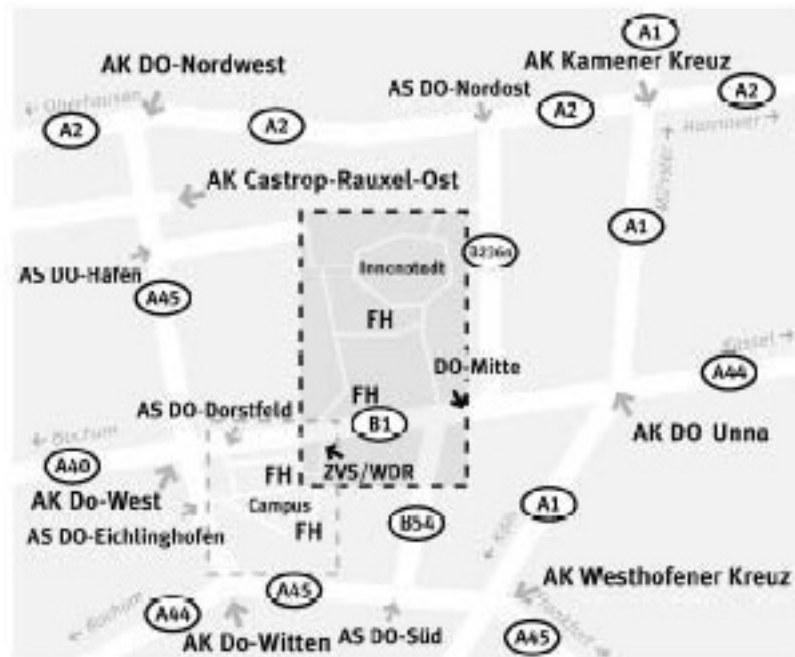 A1
AK DO-Nordwest
AK Kamener Kreuz
AS DO-Nordost
A2
← Oberhausen
A2
A2
A2
Hannover →
Münster →
AK Castrop-Rauxel-Ost
A1
B236n
Innenstadt
AS DO-Häfen
A45
FH
Kassel →
DO-Mitte
A44
AS DO-Dorstfeld
FH
B1
← Bochum
AK DO Unna
A40
FH
ZVS/WDR
AK Do-West
Campus
A1
AS DO-Eichlinghofen
FH
B54
← Köln
AK Westhofener Kreuz
A45
← Bochum
A44
Frankfurt →
AK Do-Witten
AS DO-Süd
A45